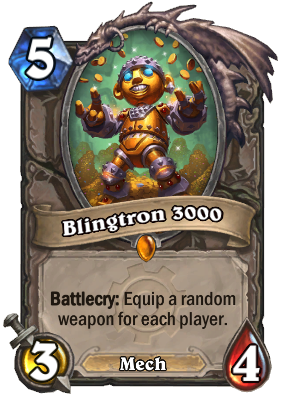 5
Blingtron 3000
Battlecry: Equip a random
weapon for each player.
3
Mech
4